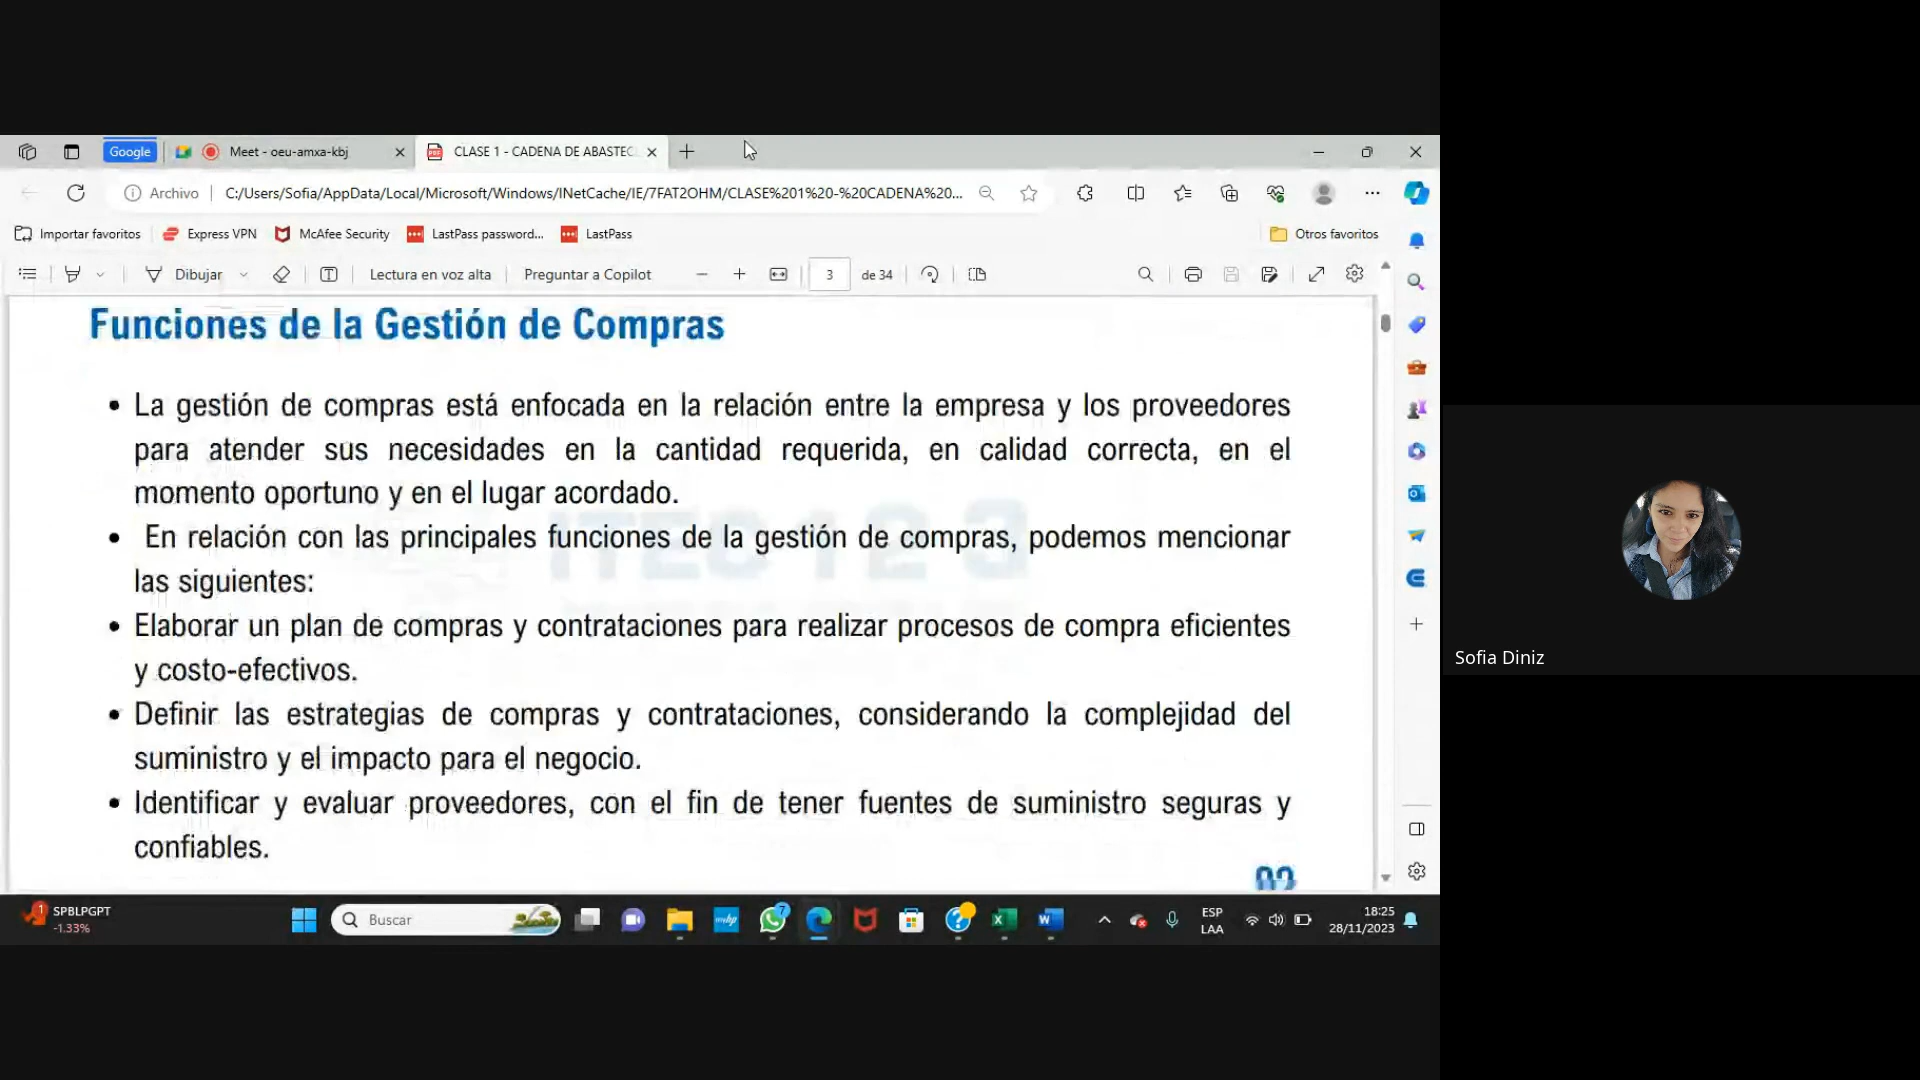 Google
Meet - oeu-amxa-kbj
CLASE 1 - CADENA DE ABASTEC
Archivo
C:/Users/Sofia/AppData/Local/Microsoft/Windows/INetCache/IE/7FAT2OHM/CLASE%201%20-%20CADENA%20...
Importar favoritos
Express VPN
McAfee Security
LastPass password...
LastPass
Otros favoritos
Dibujar
Lectura en voz alta
Preguntar a Copilot
3
de 34
Funciones de la Gestión de Compras
• La gestión de compras está enfocada en la relación entre la empresa y los proveedores
para atender sus necesidades en la cantidad requerida, en calidad correcta, en el
momento oportuno y en el lugar acordado.
• En relación con las principales funciones de la gestión de compras, podemos mencionar
las siguientes:
• Elaborar un plan de compras y contrataciones para realizar procesos de compra eficientes
y costo-efectivos.
• Definir las estrategias de compras y contrataciones, considerando la complejidad del
suministro y el impacto para el negocio.
• Identificar y evaluar proveedores, con el fin de tener fuentes de suministro seguras y
confiables.
ITEC 1 2 3
Sofia Diniz
1
SPBLPGPT
-1.33%
Buscar
mbp
7
ESP
LAA
18:25
28/11/2023